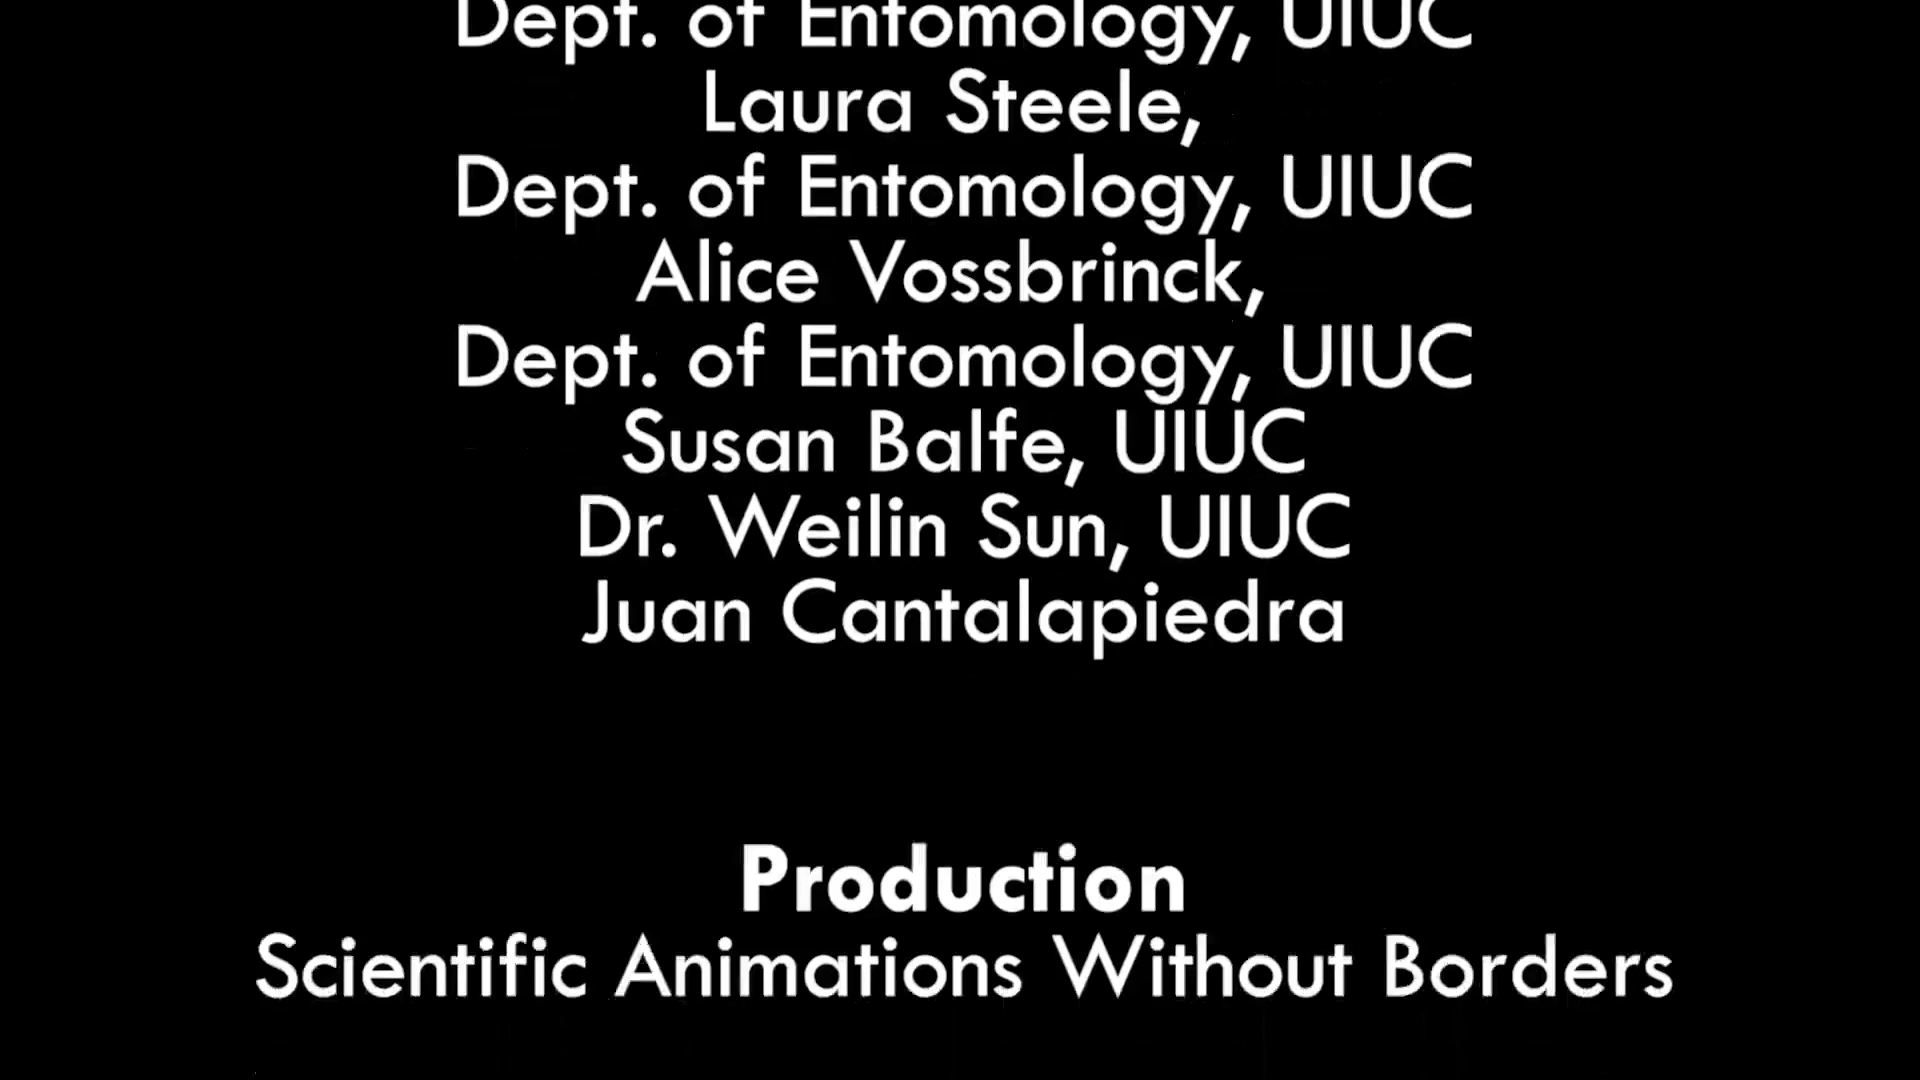 Dept. of Entomology, UIUC
Laura Steele,
Dept. of Entomology, UIUC
Alice Vossbrinck,
Dept. of Entomology, UIUC
Susan Balfe, UIUC
Dr. Weilin Sun, UIUC
Juan Cantalapiedra
Production
Scientific Animations Without Borders